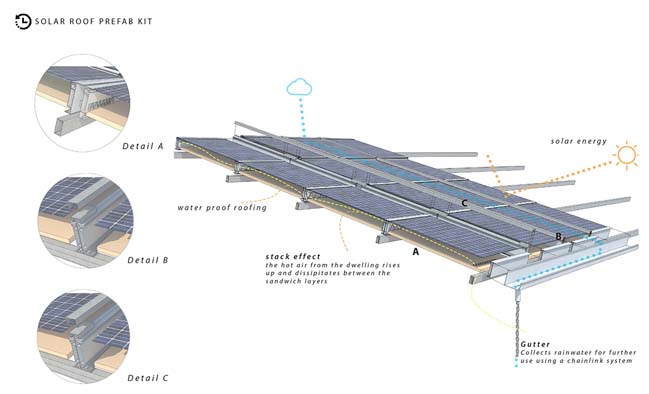 SOLAR ROOF PREFAB KIT
Detail A
solar energy
C
water proof roofing
B
A
stack effect
the hot air from the dwelling rises
up and dissipitates between the
sandwich layers
Detail B
Gutter
Collects rainwater for further
use using a chainlink system
Detail C